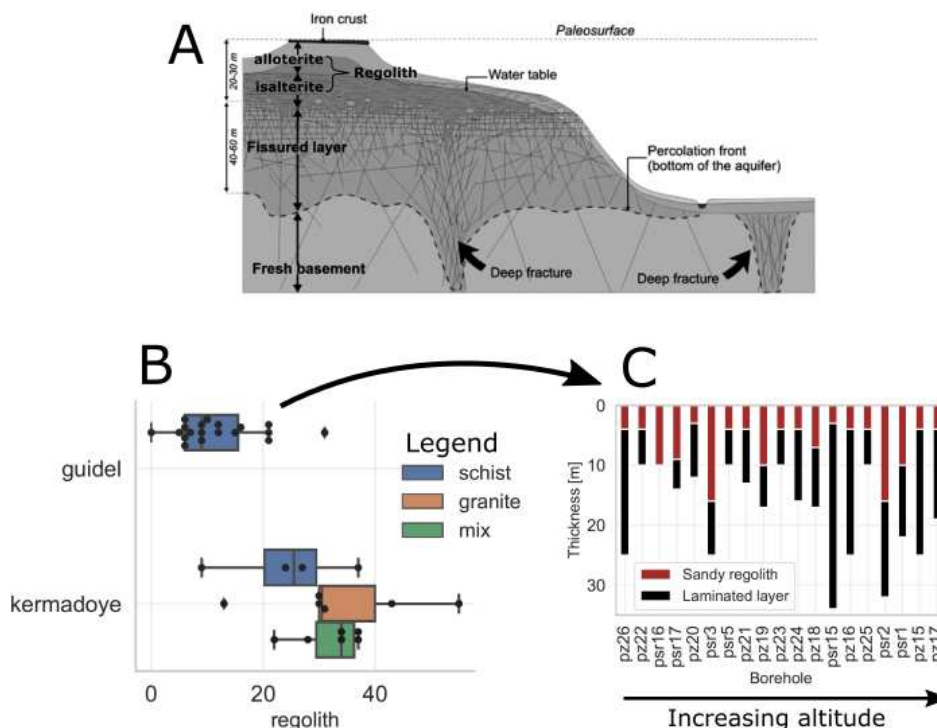 A
Iron crust
Paleosurface
20-30 m
alloterite
Regolith
isalterite
Water table
40-60 m
Fissured layer
Percolation front
(bottom of the aquifer)
Fresh basement
Deep fracture
Deep fracture
B
guidel
kermadoye
Legend
schist
granite
mix
0
20
40
regolith
C
0
10
20
30
Thickness [m]
Sandy regolith
Laminated layer
pz26
pz22
psr16
psr17
pz20
psr3
psr5
pz21
pz19
pz23
pz24
pz18
psr15
pz16
pz25
psr2
psr1
pz15
pz17
Borehole
Increasing altitude